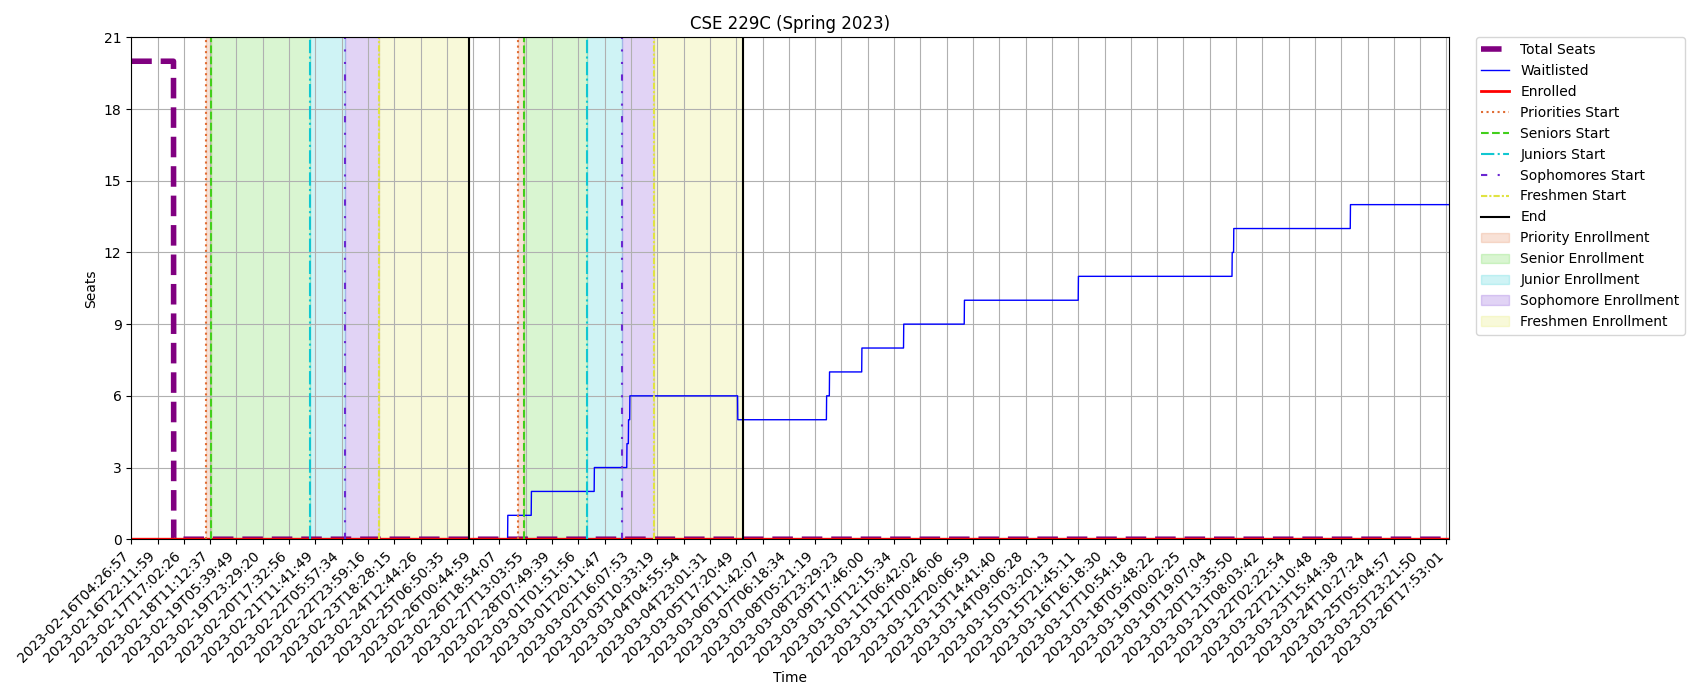 CSE 229C (Spring 2023)
21
18
15
12
9
6
3
0
Seats
2023-02-16T04:26:57
2023-02-16T22:11:59
2023-02-17T17:02:26
2023-02-18T11:12:37
2023-02-19T05:39:49
2023-02-19T23:29:20
2023-02-20T17:32:56
2023-02-21T11:41:49
2023-02-22T05:57:34
2023-02-22T23:59:16
2023-02-23T18:28:15
2023-02-24T12:44:26
2023-02-25T06:50:35
2023-02-26T00:44:59
2023-02-26T18:54:07
2023-02-27T13:03:55
2023-02-28T07:49:39
2023-03-01T01:51:56
2023-03-01T20:11:47
2023-03-02T16:07:53
2023-03-03T10:33:19
2023-03-04T04:55:54
2023-03-04T23:01:31
2023-03-05T17:20:49
2023-03-06T11:42:07
2023-03-07T06:18:34
2023-03-08T05:21:19
2023-03-08T23:29:23
2023-03-09T17:46:00
2023-03-10T12:15:34
2023-03-11T06:42:02
2023-03-12T00:46:06
2023-03-12T20:06:59
2023-03-13T14:41:40
2023-03-14T09:06:28
2023-03-15T03:20:13
2023-03-15T21:45:11
2023-03-16T16:18:30
2023-03-17T10:54:18
2023-03-18T05:48:22
2023-03-19T00:02:25
2023-03-19T19:07:04
2023-03-20T13:35:50
2023-03-21T08:03:42
2023-03-22T02:22:54
2023-03-22T21:10:48
2023-03-23T15:44:38
2023-03-24T10:27:24
2023-03-25T05:04:57
2023-03-25T23:21:50
2023-03-26T17:53:01
Time
Total Seats
Waitlisted
Enrolled
Priorities Start
Seniors Start
Juniors Start
Sophomores Start
Freshmen Start
End
Priority Enrollment
Senior Enrollment
Junior Enrollment
Sophomore Enrollment
Freshmen Enrollment